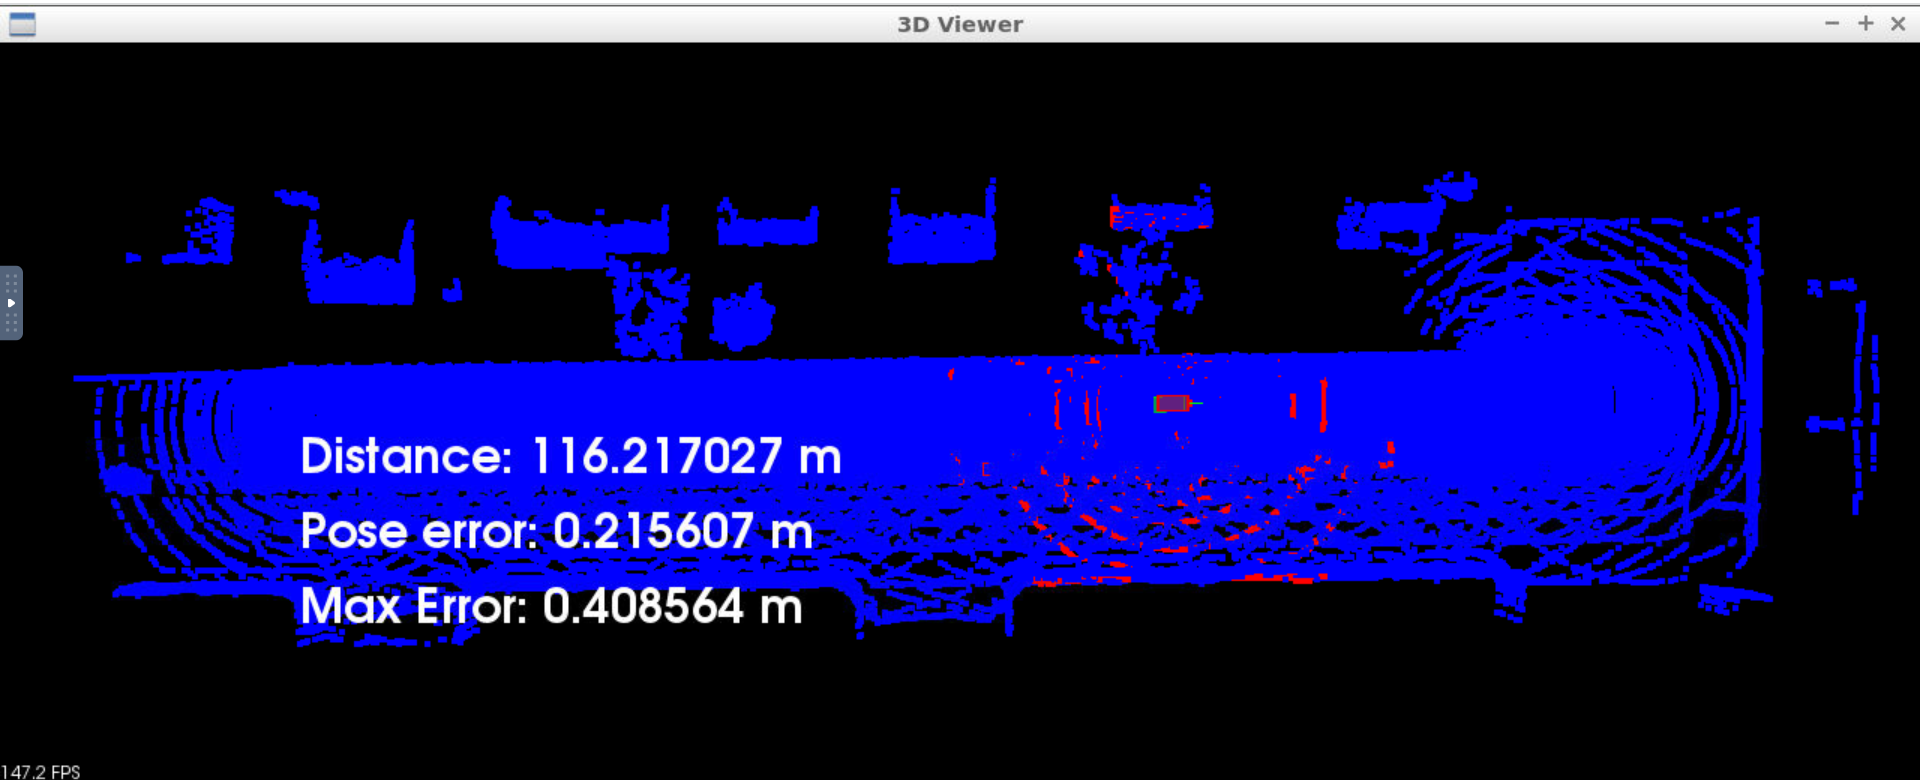 3D Viewer
Distance: 116.217027 m
Pose error: 0.215607 m
Max Error: 0.408564 m
147.2 FPS